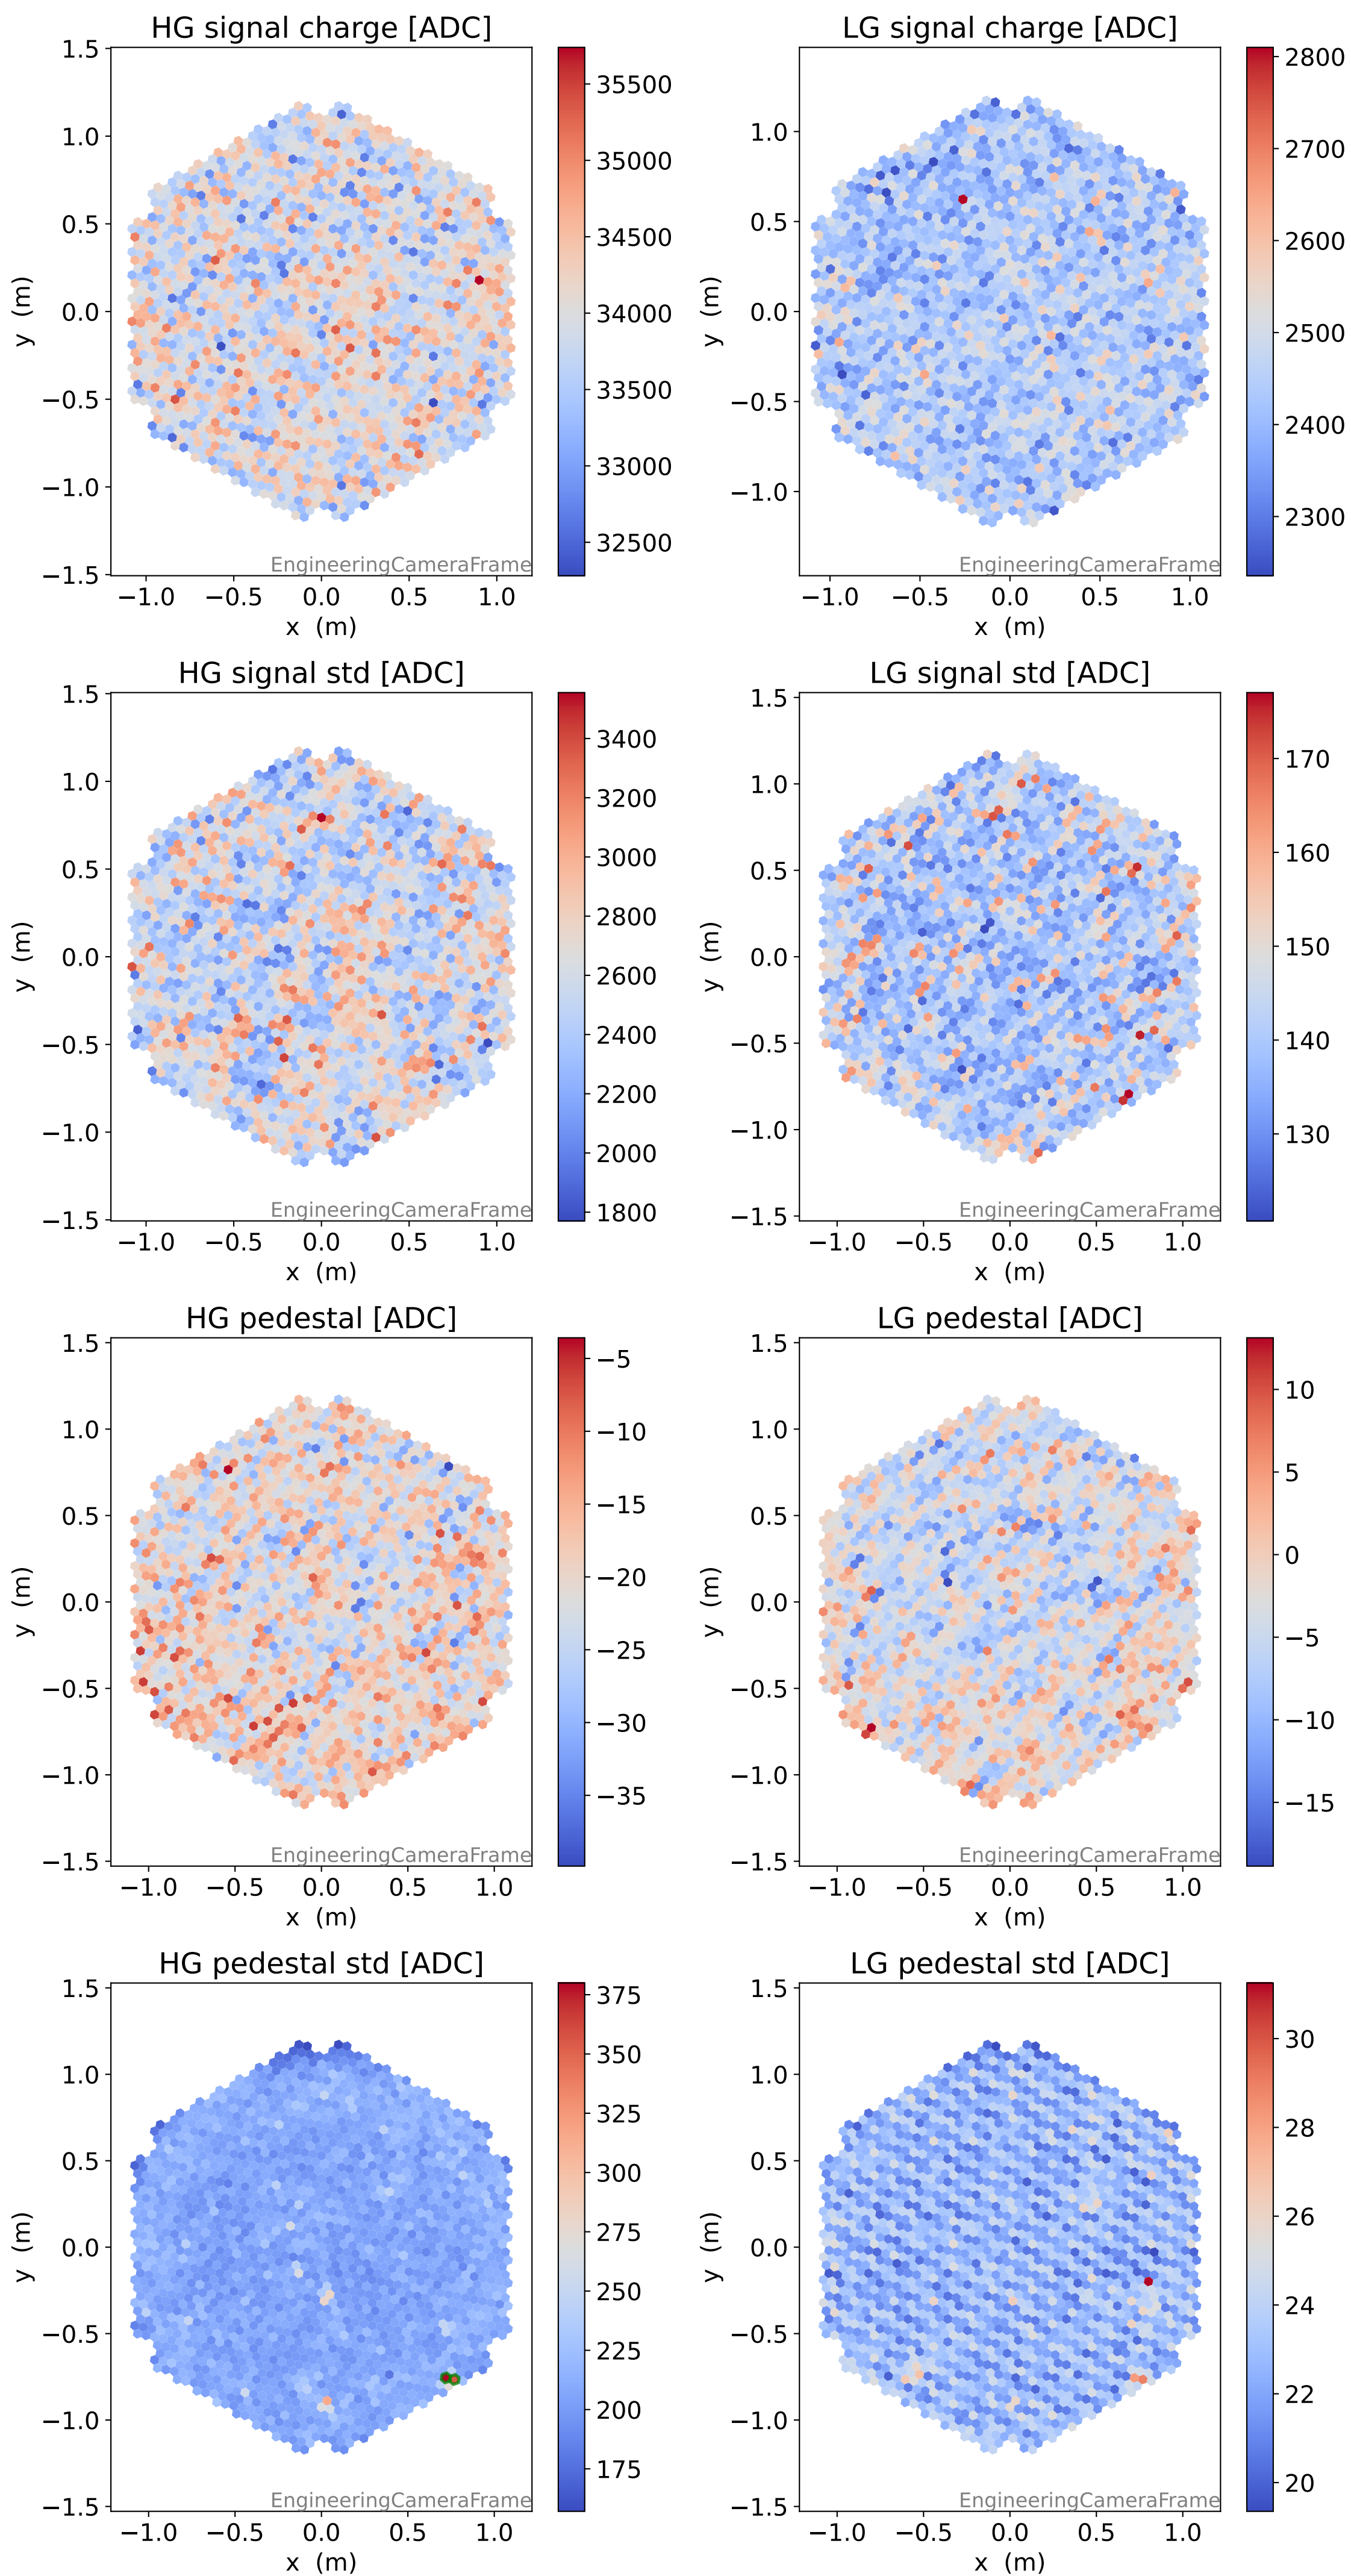 HG signal charge [ADC]
1.5
1.0
0.5
0.0
−0.5
−1.0
−1.5
y (m)
EngineeringCameraFrame
−1.0 −0.5 0.0 0.5 1.0
x (m)
35500
35000
34500
34000
33500
33000
32500
LG signal charge [ADC]
1.0
0.5
0.0
−0.5
−1.0
y (m)
EngineeringCameraFrame
−1.0 −0.5 0.0 0.5 1.0
x (m)
2800
2700
2600
2500
2400
2300
HG signal std [ADC]
1.5
1.0
0.5
0.0
−0.5
−1.0
−1.5
y (m)
EngineeringCameraFrame
−1.0 −0.5 0.0 0.5 1.0
x (m)
3400
3200
3000
2800
2600
2400
2200
2000
1800
LG signal std [ADC]
1.5
1.0
0.5
0.0
−0.5
−1.0
−1.5
y (m)
EngineeringCameraFrame
−1.0 −0.5 0.0 0.5 1.0
x (m)
170
160
150
140
130
HG pedestal [ADC]
1.5
1.0
0.5
0.0
−0.5
−1.0
−1.5
y (m)
EngineeringCameraFrame
−1.0 −0.5 0.0 0.5 1.0
x (m)
−5
−10
−15
−20
−25
−30
−35
LG pedestal [ADC]
1.5
1.0
0.5
0.0
−0.5
−1.0
−1.5
y (m)
EngineeringCameraFrame
−1.0 −0.5 0.0 0.5 1.0
x (m)
10
5
0
−5
−10
−15
HG pedestal std [ADC]
1.5
1.0
0.5
0.0
−0.5
−1.0
−1.5
y (m)
EngineeringCameraFrame
−1.0 −0.5 0.0 0.5 1.0
x (m)
375
350
325
300
275
250
225
200
175
LG pedestal std [ADC]
1.5
1.0
0.5
0.0
−0.5
−1.0
−1.5
y (m)
EngineeringCameraFrame
−1.0 −0.5 0.0 0.5 1.0
x (m)
30
28
26
24
22
20